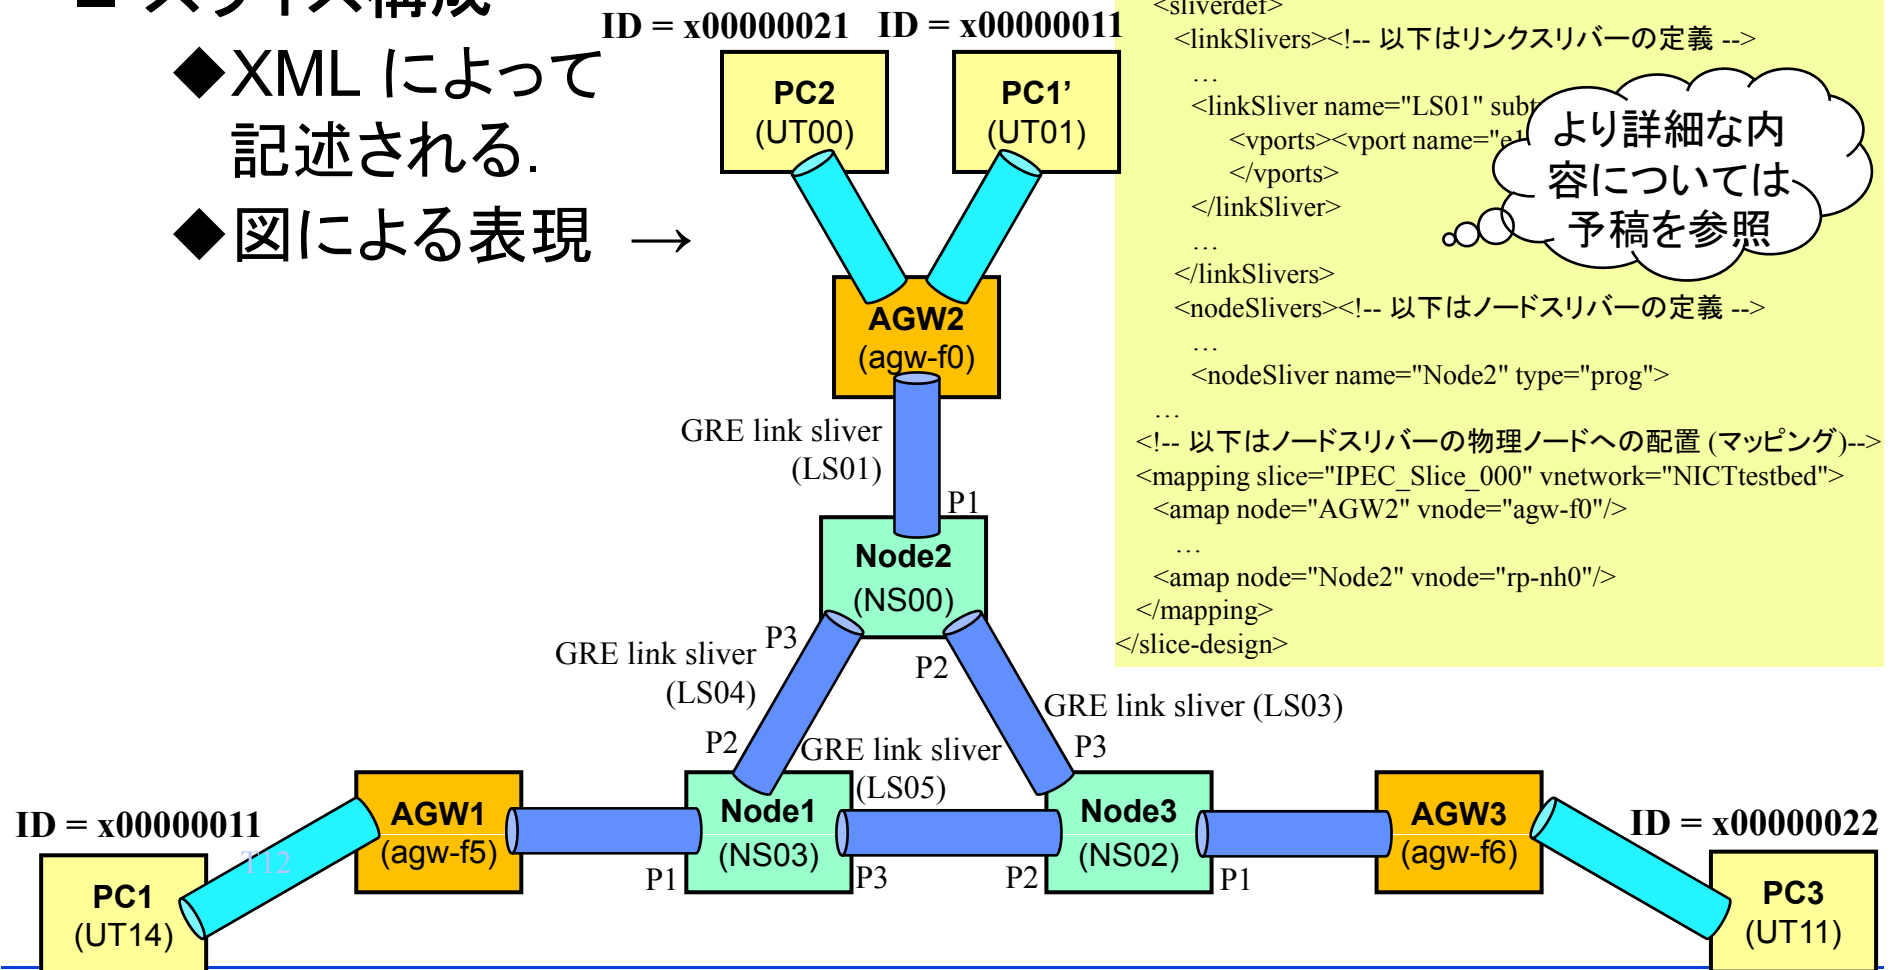 ■ スライス構成
◆XML によって
記述される.
◆図による表現 →
ID = x00000021
ID = x00000011
PC2
(UT00)
PC1’
(UT01)
AGW2
(agw-f0)
GRE link sliver
(LS01)
P1
Node2
(NS00)
P3
P2
GRE link sliver
(LS04)
GRE link sliver (LS03)
P2
GRE link sliver
(LS05)
P3
ID = x00000011
T12
PC1
(UT14)
AGW1
(agw-f5)
P1
Node1
(NS03)
P3
P2
Node3
(NS02)
P1
AGW3
(agw-f6)
ID = x00000022
PC3
(UT11)
<sliverdef>
<linkSlivers><!-- 以下はリンクスリバーの定義 -->
…
<linkSliver name="LS01" subt
<vports><vport name="e1
</vports>
</linkSliver>
…
</linkSlivers>
<nodeSlivers><!-- 以下はノードスリバーの定義 -->
…
<nodeSliver name="Node2" type="prog">
…
<!-- 以下はノードスリバーの物理ノードへの配置 (マッピング)-->
<mapping slice="IPEC_Slice_000" vnetwork="NICTtestbed">
<amap node="AGW2" vnode="agw-f0"/>
…
<amap node="Node2" vnode="rp-nh0"/>
</mapping>
</slice-design>
より詳細な内
容については
予稿を参照